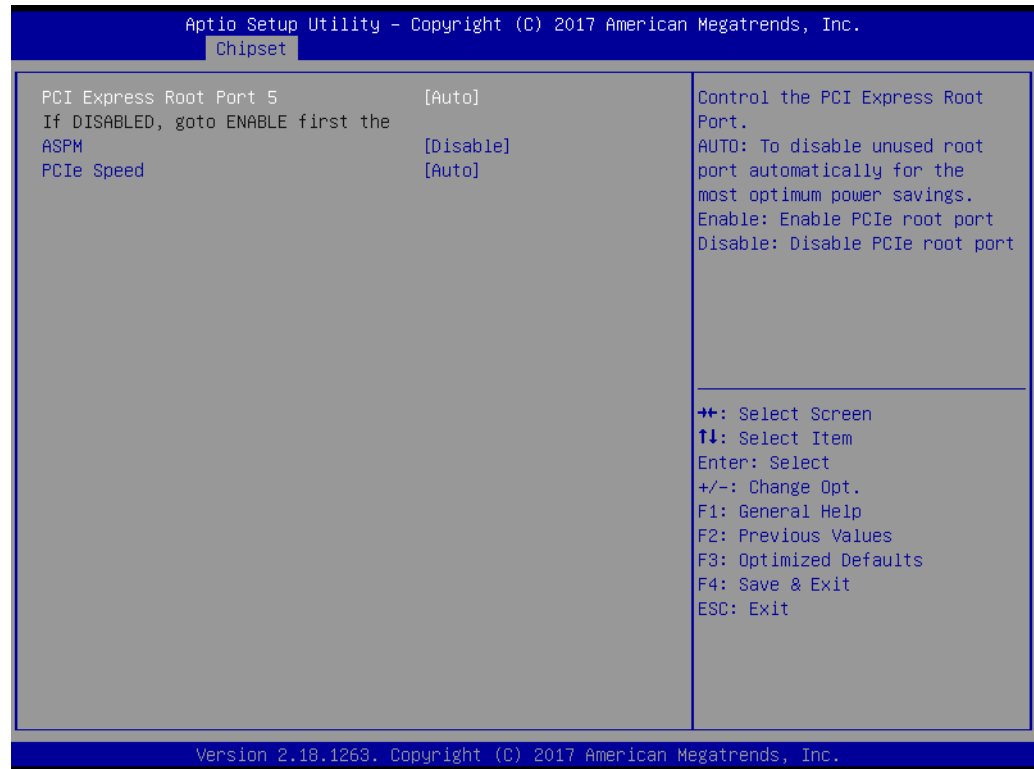 Aptio Setup Utility – Copyright (C) 2017 American Megatrends, Inc.
Chipset
PCI Express Root Port 5 [Auto]
If DISABLED, goto ENABLE first the
ASPM [Disable]
PCIe Speed [Auto]
Control the PCI Express Root
Port.
AUTO: To disable unused root
port automatically for the
most optimum power savings.
Enable: Enable PCIe root port
Disable: Disable PCIe root port
→←: Select Screen
↑↓: Select Item
Enter: Select
+/-: Change Opt.
F1: General Help
F2: Previous Values
F3: Optimized Defaults
F4: Save & Exit
ESC: Exit
Version 2.18.1263. Copyright (C) 2017 American Megatrends, Inc.